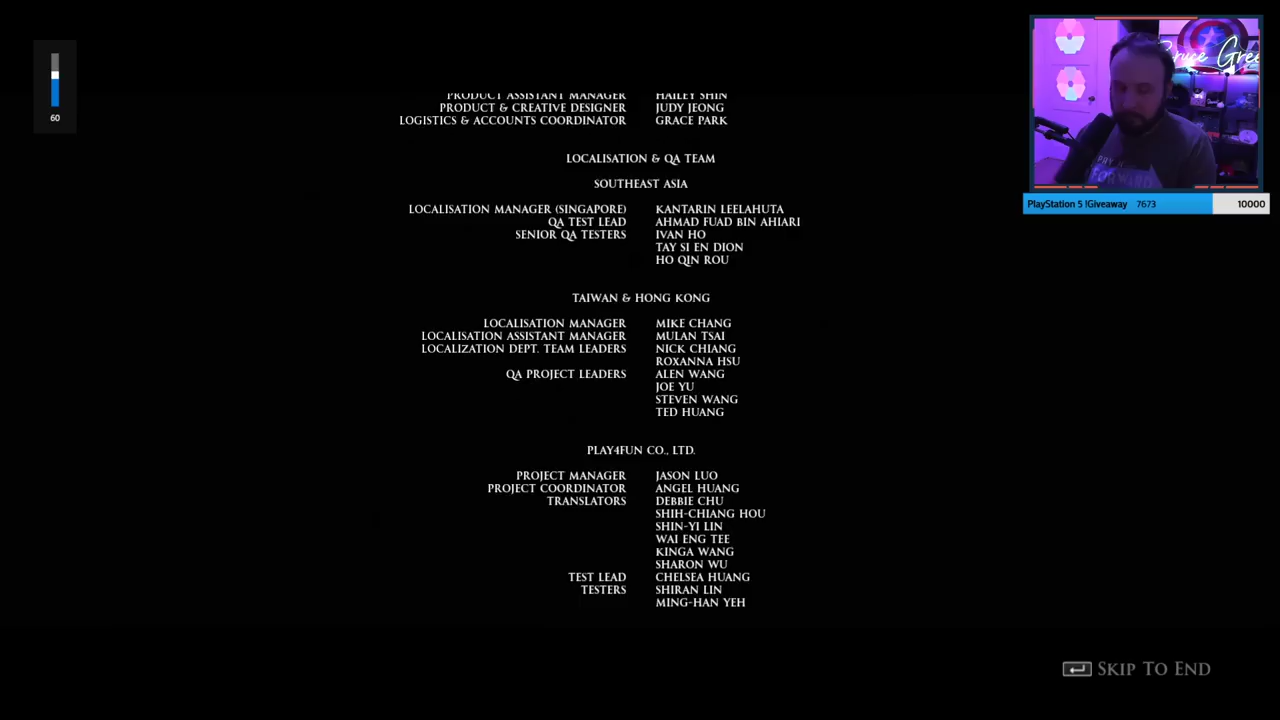 60
PRODUCT ASSISTANT MANAGER HAILEY SHIN
PRODUCT & CREATIVE DESIGNER JUDY JEONG
LOGISTICS & ACCOUNTS COORDINATOR GRACE PARK
LOCALISATION & QA TEAM
SOUTHEAST ASIA
LOCALISATION MANAGER (SINGAPORE) KANTARIN LEELAHUTA
QA TEST LEAD AHMAD FUAD BIN AHIARI
SENIOR QA TESTERS IVAN HO
TAY SI EN DION
HO QIN ROU
TAIWAN & HONG KONG
LOCALISATION MANAGER MIKE CHANG
LOCALISATION ASSISTANT MANAGER MULAN TSAI
LOCALIZATION DEPT. TEAM LEADERS NICK CHIANG
ROXANNA HSU
QA PROJECT LEADERS ALEN WANG
JOE YU
STEVEN WANG
TED HUANG
PLAY4FUN CO., LTD.
PROJECT MANAGER JASON LUO
PROJECT COORDINATOR ANGEL HUANG
TRANSLATORS DEBBIE CHU
SHIH-CHIANG HOU
SHIN-YI LIN
WAI ENG TEE
KINGA WANG
SHARON WU
TEST LEAD CHELSEA HUANG
TESTERS SHIRAN LIN
MING-HAN YEH
SKIP TO END
PlayStation 5 !Giveaway 7673 10000